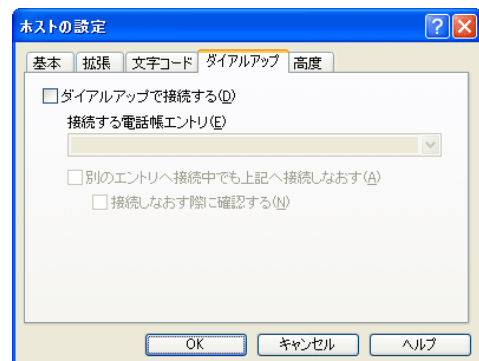 ホストの設定
基本 拡張 文字コード ダイアルアップ 高度
ダイアルアップで接続する(D)
接続する電話帳エントリ(E)
別のエントリへ接続中でも上記へ接続しなおす(A)
接続しなおす際に確認する(N)
OK キャンセル ヘルプ